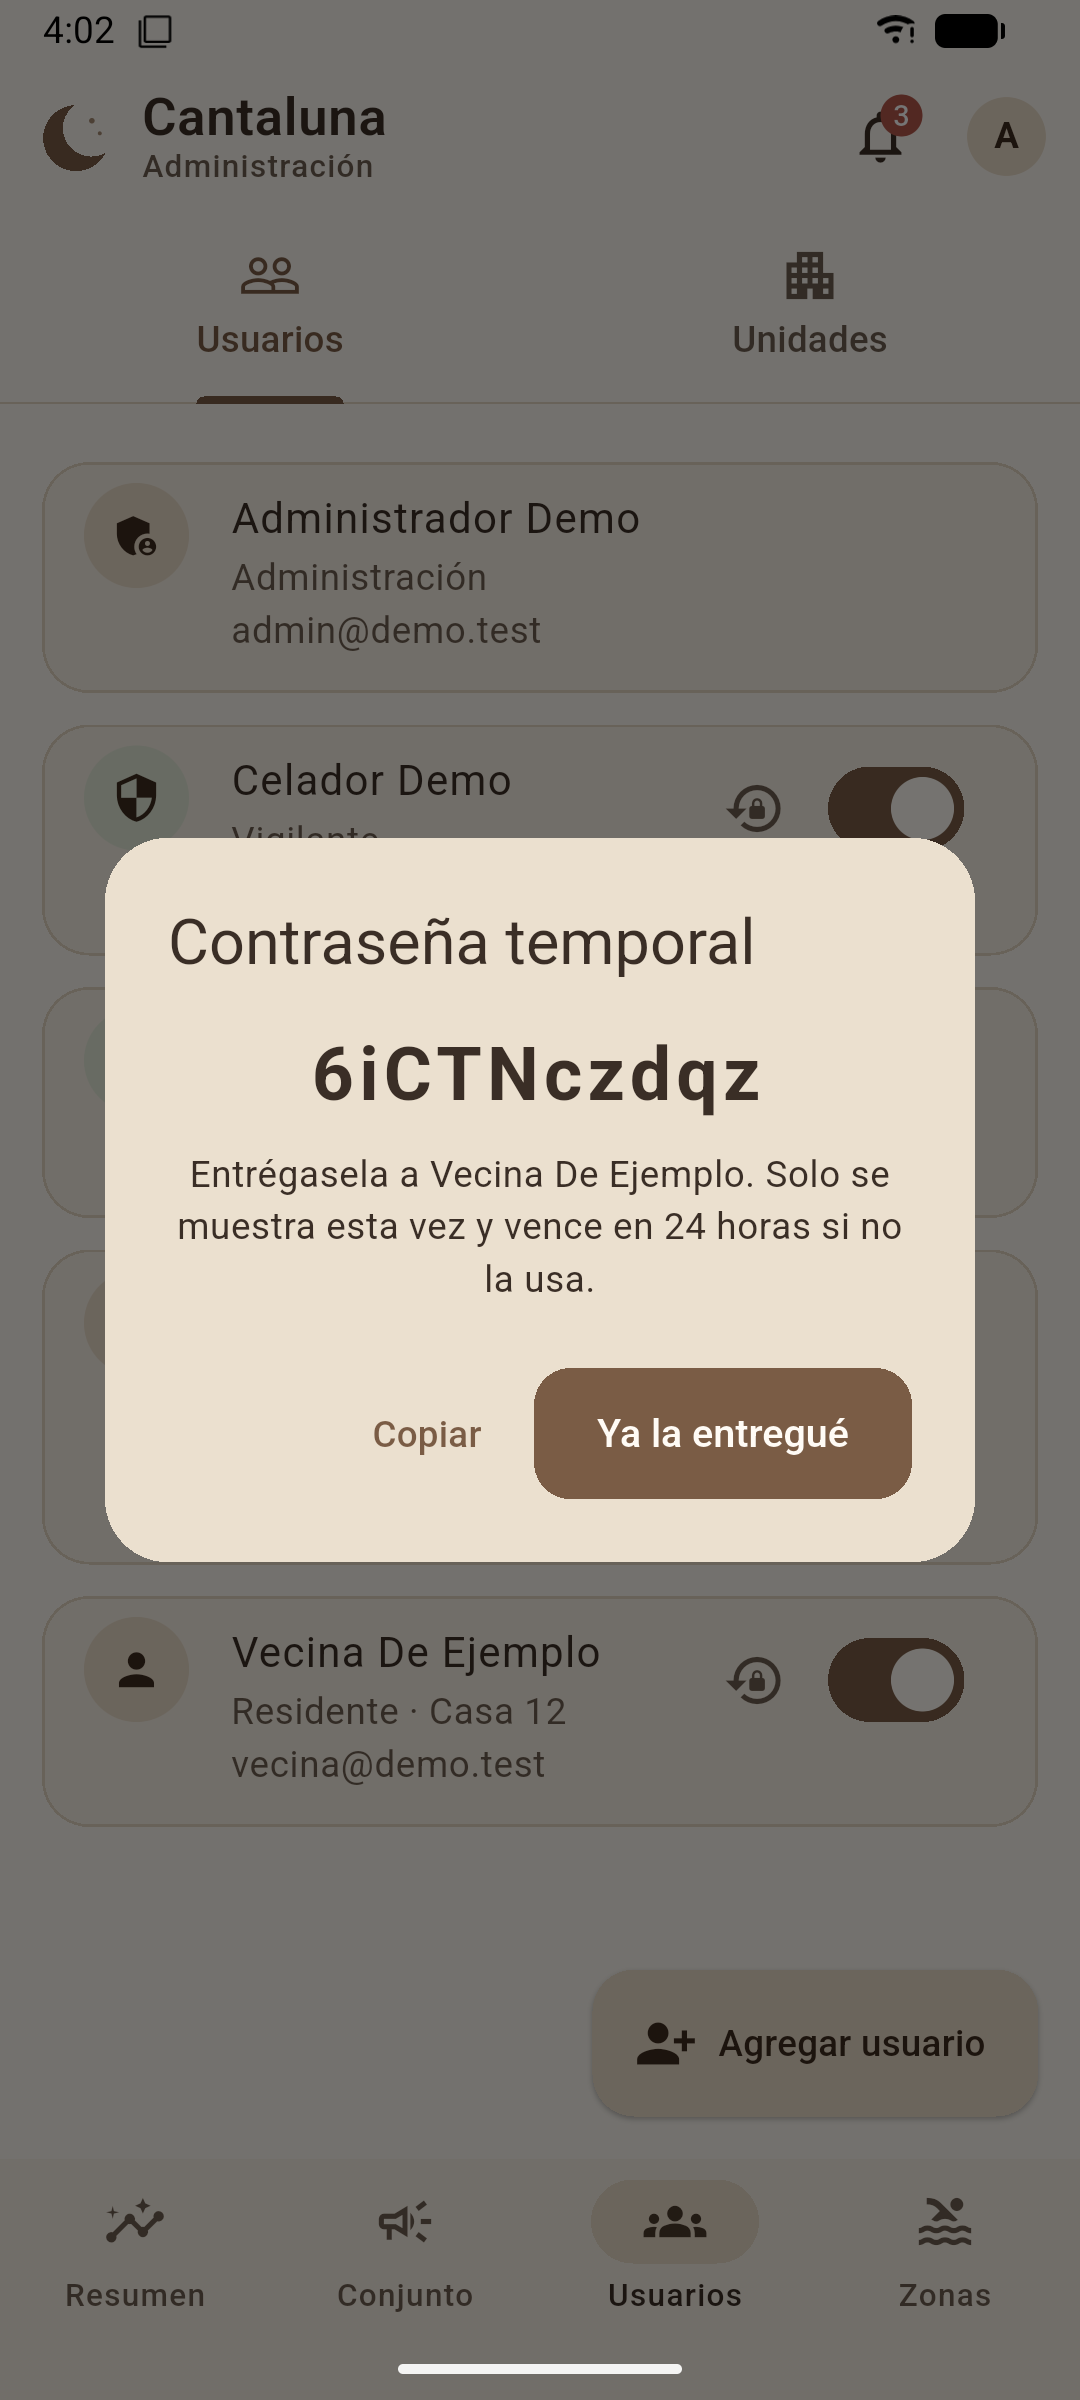 4:02
Cantaluna
Administración
3
A
Usuarios
Unidades
Administrador Demo
Administración
admin@demo.test
Celador Demo
Vigilante
Contraseña temporal
6iCTNczdqz
Entrégasela a Vecina De Ejemplo. Solo se
muestra esta vez y vence en 24 horas si no
la usa.
Copiar
Ya la entregué
Vecina De Ejemplo
Residente · Casa 12
vecina@demo.test
Agregar usuario
Resumen
Conjunto
Usuarios
Zonas